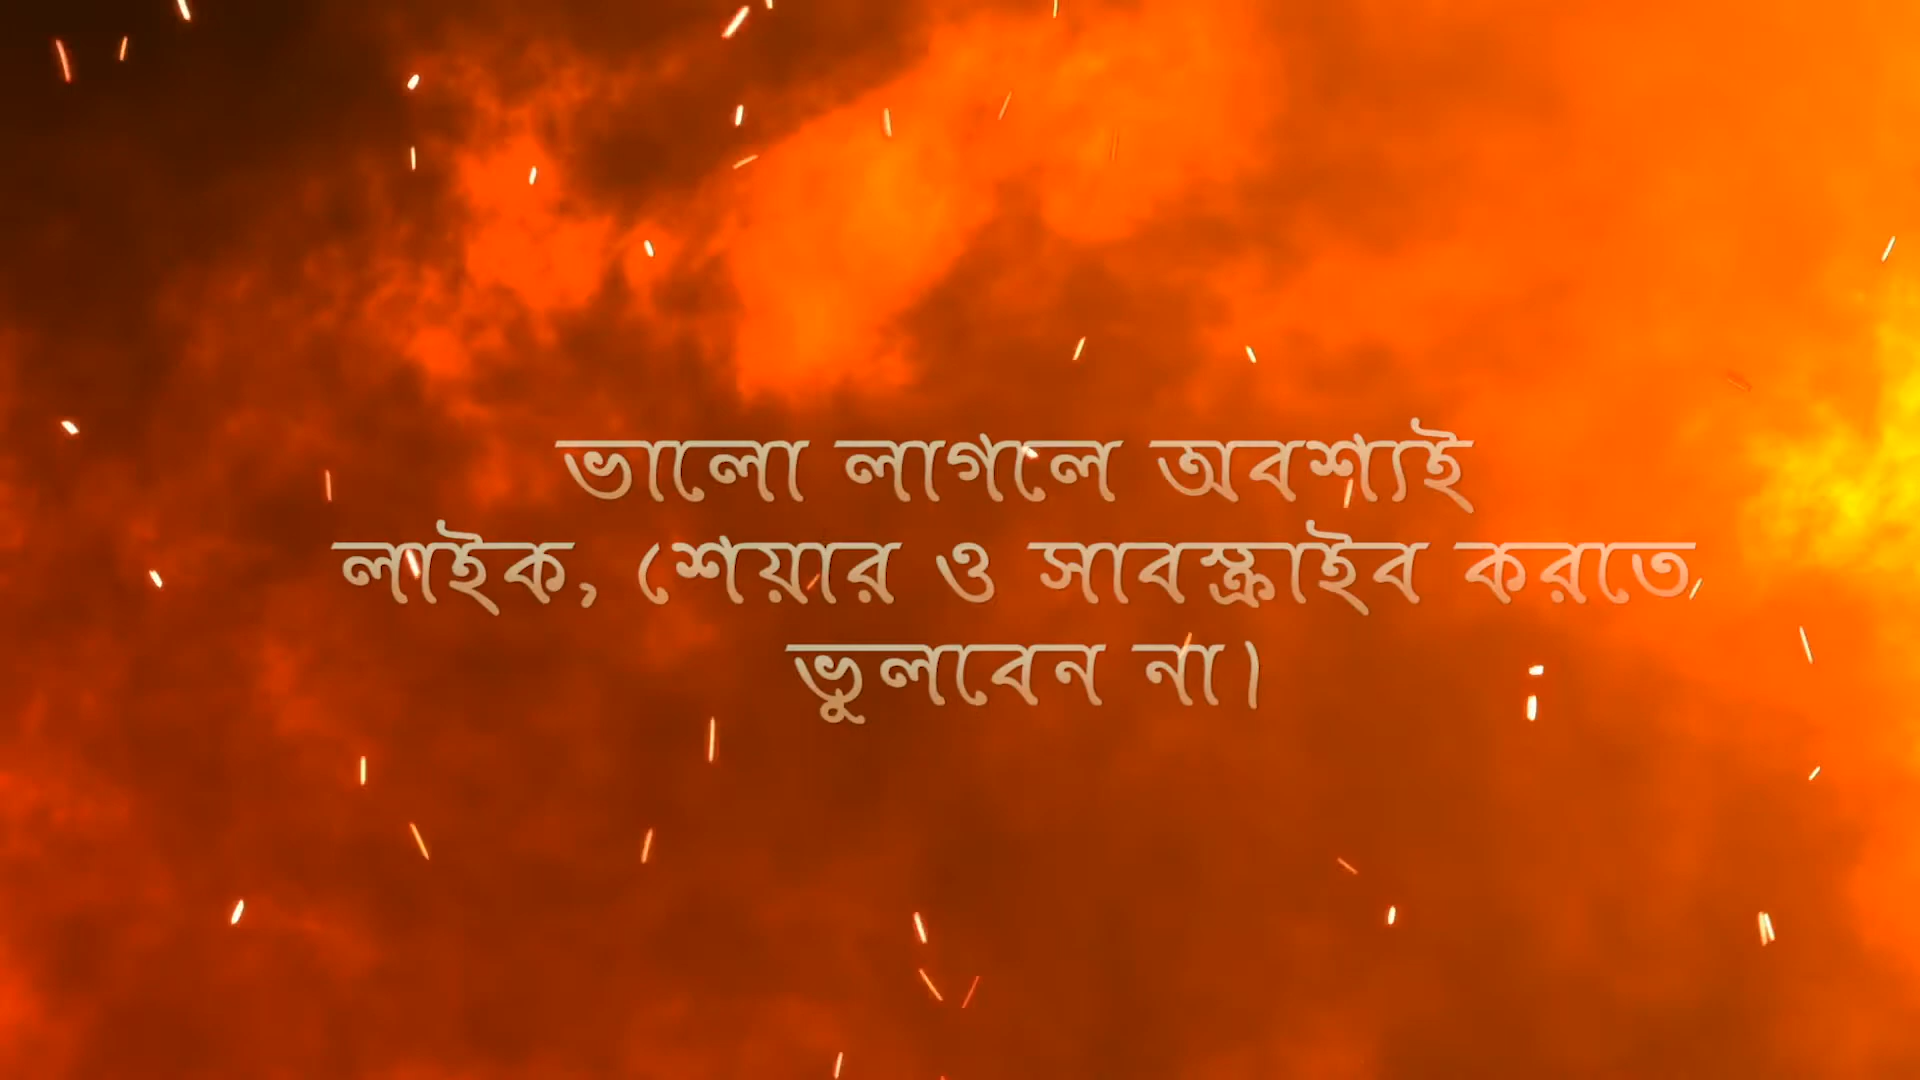 ভালো লাগলে অবশ্যই
লাইক, শেয়ার ও সাবস্ক্রাইব করতে
ভুলবেন না।